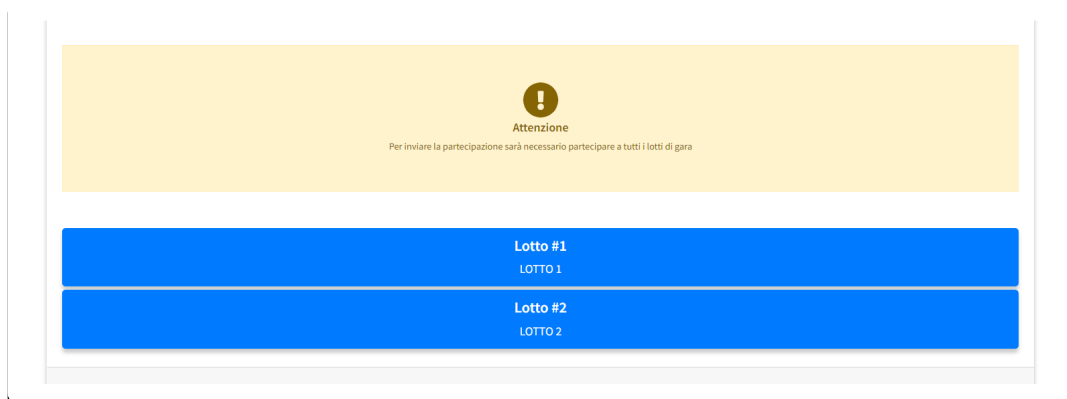 Attenzione
Per inviare la partecipazione sarà necessario partecipare a tutti i lotti di gara
Lotto #1
LOTTO 1
Lotto #2
LOTTO 2